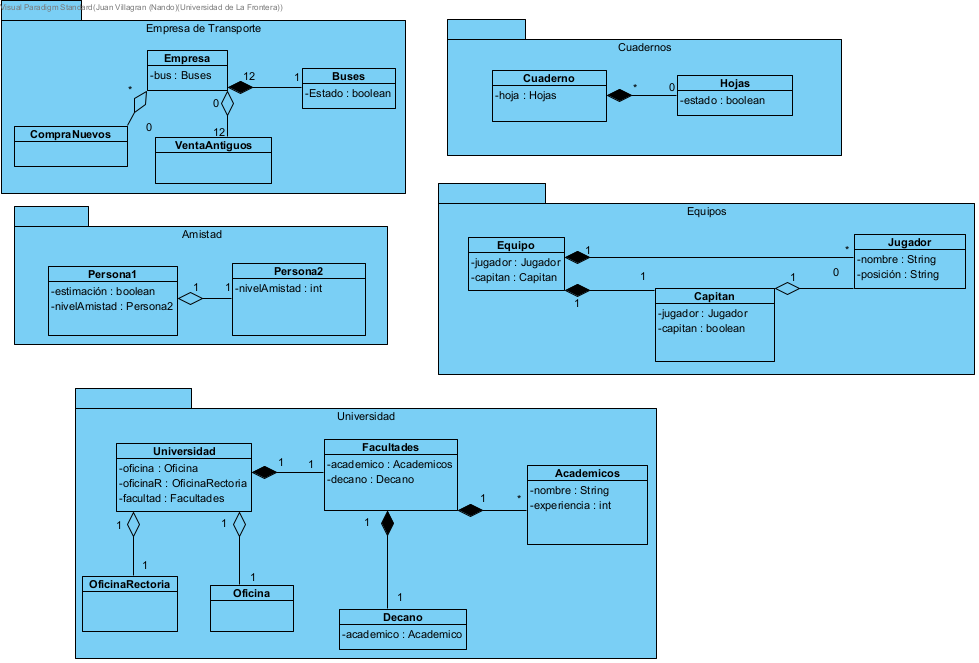 Visual Paradigm Standard(Juan Villagran (Nando)(Universidad de La Frontera))
Empresa de Transporte
Empresa
-bus : Buses
12
1
Buses
-Estado : boolean
*
0
0
12
CompraNuevos
VentaAntiguos
Cuadernos
Cuaderno
-hoja : Hojas
*
0
Hojas
-estado : boolean
Amistad
Persona1
-estimación : boolean
-nivelAmistad : Persona2
1
1
Persona2
-nivelAmistad : int
Equipos
Equipo
-jugador : Jugador
-capitan : Capitan
1
*
Jugador
-nombre : String
-posición : String
1
1
0
1
Capitan
-jugador : Jugador
-capitan : boolean
Universidad
Universidad
-oficina : Oficina
-oficinaR : OficinaRectoria
-facultad : Facultades
1
1
Facultades
-academico : Academicos
-decano : Decano
1
*
Academicos
-nombre : String
-experiencia : int
1
1
1
1
1
1
OficinaRectoria
Oficina
Decano
-academico : Academico